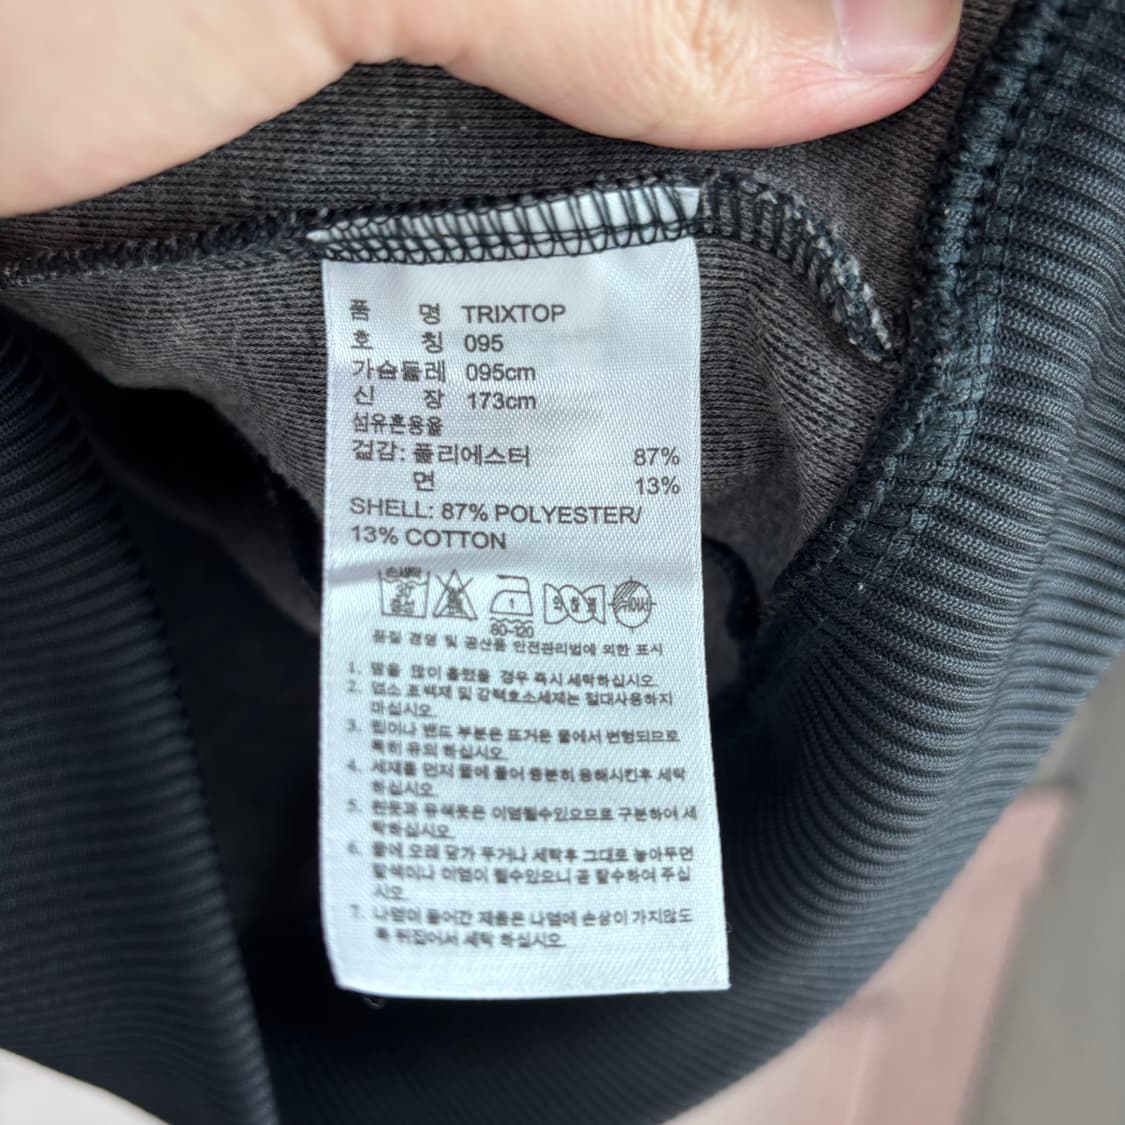 품 명 TRIXTOP
호 칭 095
가슴둘레 095cm
신 장 173cm
섬유혼용율
겉감: 폴리에스터 87%
면 13%
SHELL: 87% POLYESTER/
13% COTTON
손세탁
30°
중성
1
80-120
드라이
품질 경영 및 공산품 안전관리법에 의한 표시
1. 땀을 많이 흘렸을 경우 즉시 세탁하십시오.
2. 염소 표백제 및 강력효소세제는 절대사용하지
마십시오.
3. 립이나 밴드 부분은 뜨거운 물에서 변형되므로
특히 유의 하십시오.
4. 세제를 먼저 물에 풀어 충분히 용해시킨후 세탁
하십시오.
5. 흰옷과 유색옷은 이염될수있으므로 구분하여 세
탁하십시오.
6. 물에 오래 담가 두거나 세탁후 그대로 놓아두면
탈색이나 이염이 될수있으니 곧 탈수하여 주십
시오.
7. 나염이 들어간 제품은 나염에 손상이 가지않도
록 뒤집어서 세탁 하십시오.